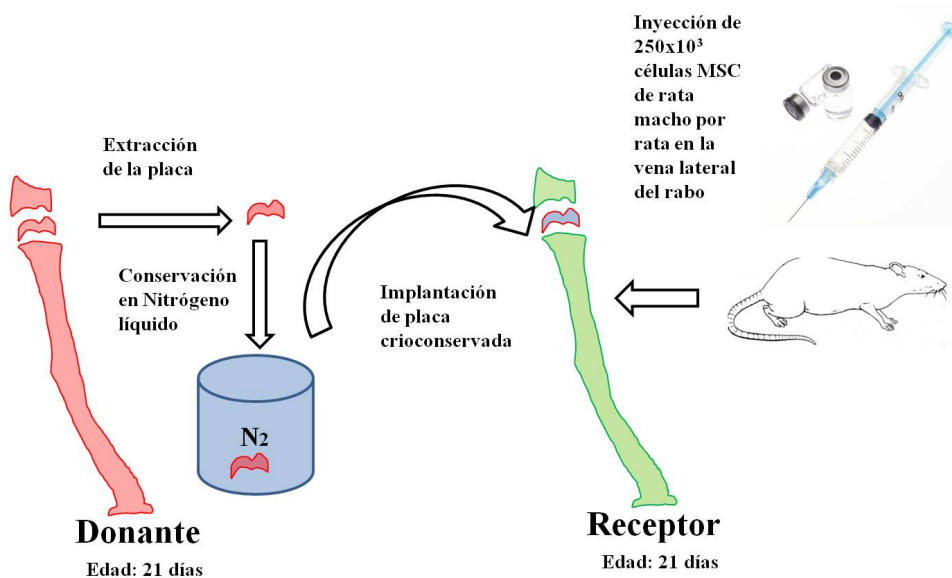 Inyección de
250x10³
células MSC
de rata
macho por
rata en la
vena lateral
del rabo
Extracción
de la placa
Conservación
en Nitrógeno
líquido
Implantación
de placa
crioconservada
N2
Donante
Edad: 21 días
Receptor
Edad: 21 días